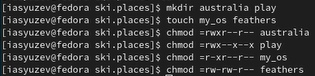 [iasyuzev@fedora ski.places]$ mkdir australia play
[iasyuzev@fedora ski.places]$ touch my_os feathers
[iasyuzev@fedora ski.places]$ chmod =rwxr--r-- australia
[iasyuzev@fedora ski.places]$ chmod =rwx--x--x play
[iasyuzev@fedora ski.places]$ chmod =r-xr--r-- my_os
[iasyuzev@fedora ski.places]$ chmod =rw-rw-r-- feathers